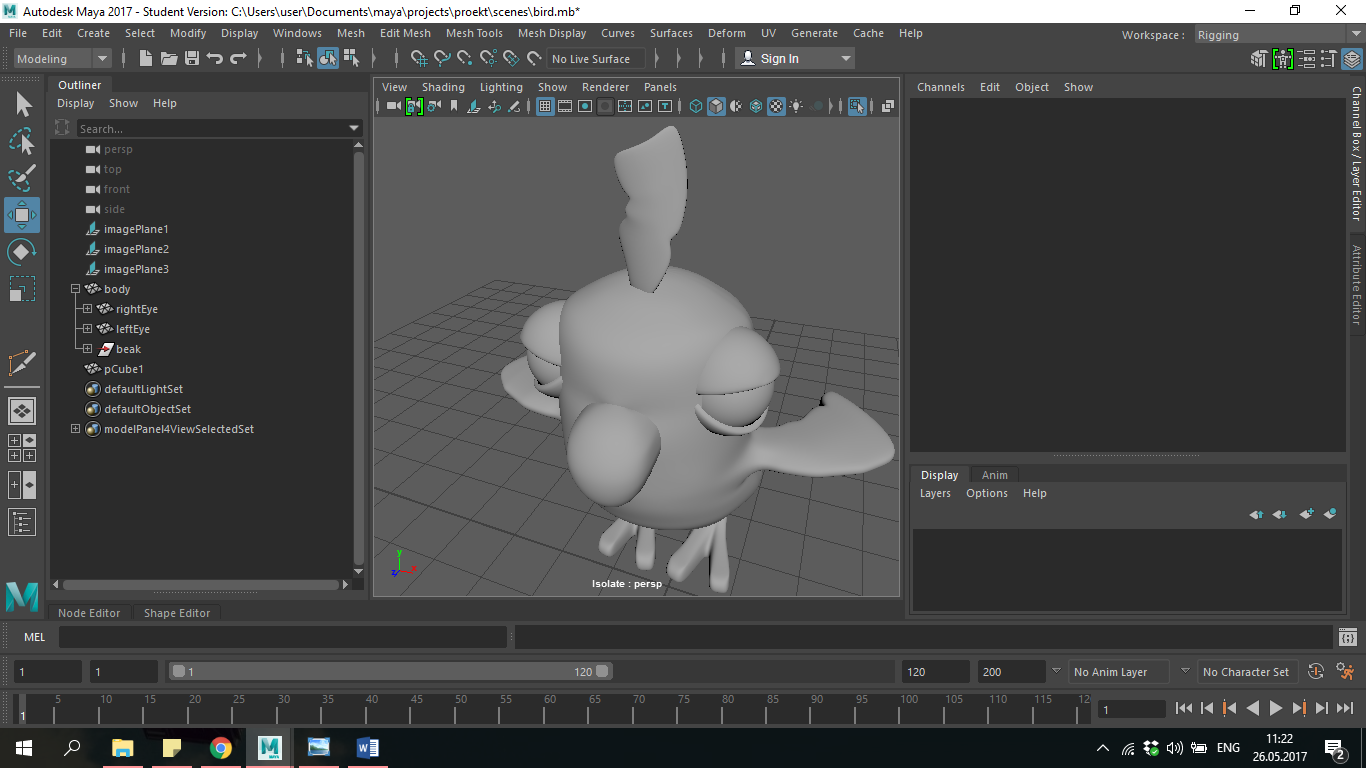 Autodesk Maya 2017 - Student Version: C:\Users\user\Documents\maya\projects\proekt\scenes\bird.mb*
File Edit Create Select Modify Display Windows Mesh Edit Mesh Mesh Tools Mesh Display Curves Surfaces Deform UV Generate Cache Help
Workspace : Rigging
Modeling
No Live Surface
Sign In
Outliner
Display Show Help
Search...
persp
top
front
side
imagePlane1
imagePlane2
imagePlane3
body
rightEye
leftEye
beak
pCube1
defaultLightSet
defaultObjectSet
modelPanel4ViewSelectedSet
Node Editor Shape Editor
View Shading Lighting Show Renderer Panels
y
z
x
Isolate : persp
Channels Edit Object Show
Channel Box / Layer Editor
Attribute Editor
Display Anim
Layers Options Help
MEL
1 1 1 120 120 200 No Anim Layer No Character Set
1 5 10 15 20 25 30 35 40 45 50 55 60 65 70 75 80 85 90 95 100 105 110 115 12
1
ENG
11:22
26.05.2017
2